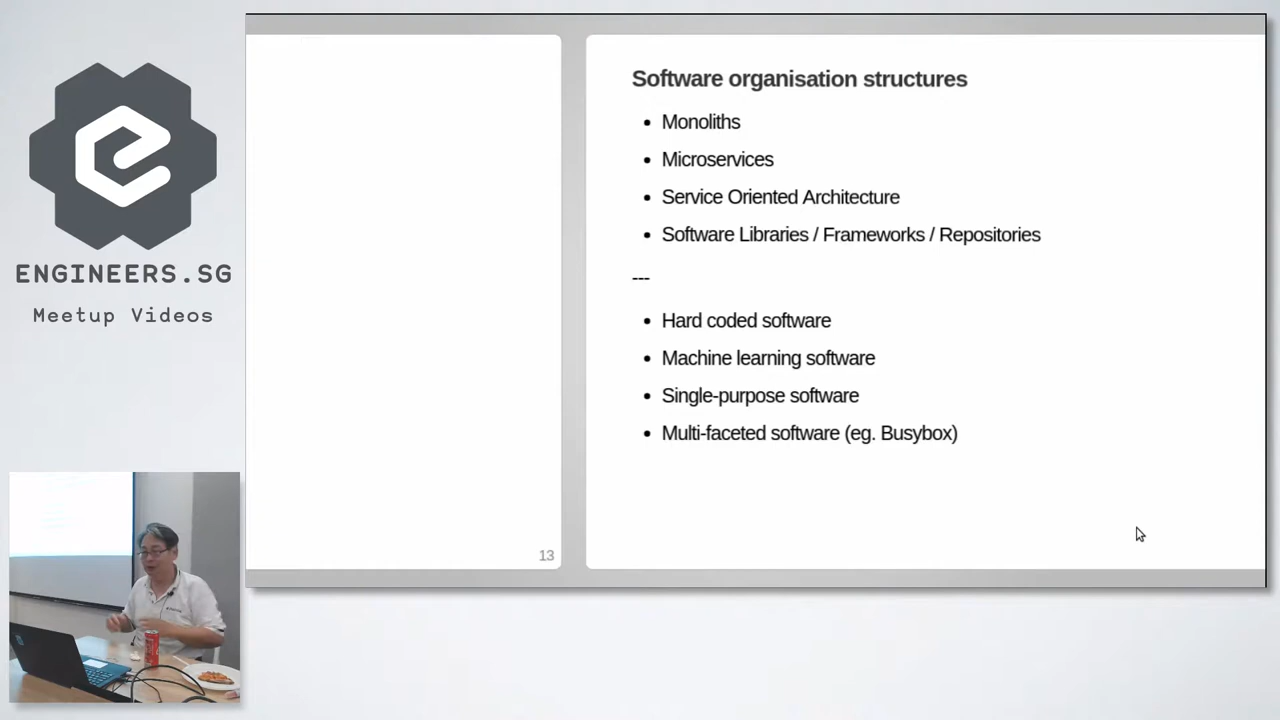 ENGINEERS.SG
Meetup Videos
13
Software organisation structures
• Monoliths
• Microservices
• Service Oriented Architecture
• Software Libraries / Frameworks / Repositories
---
• Hard coded software
• Machine learning software
• Single-purpose software
• Multi-faceted software (eg. Busybox)